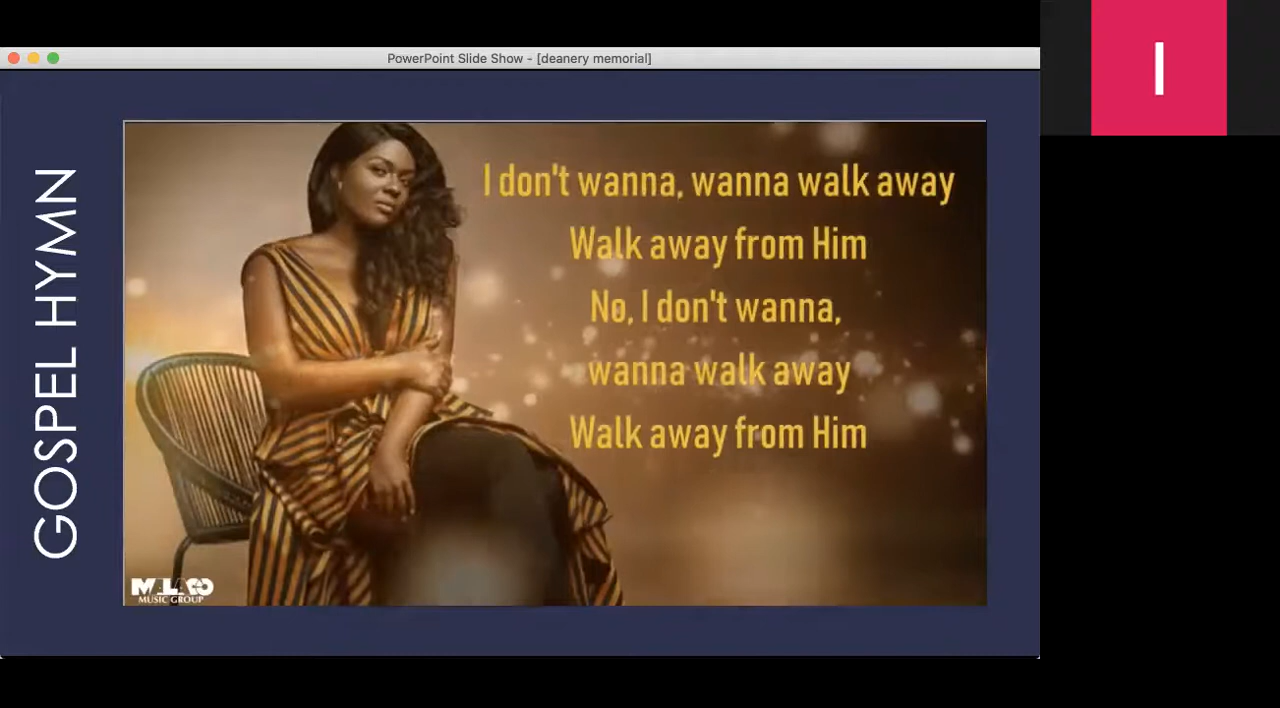 PowerPoint Slide Show - [deanery memorial]
GOSPEL HYMN
I don't wanna, wanna walk away
Walk away from Him
No, I don't wanna,
wanna walk away
Walk away from Him
MALACO
MUSIC GROUP
I